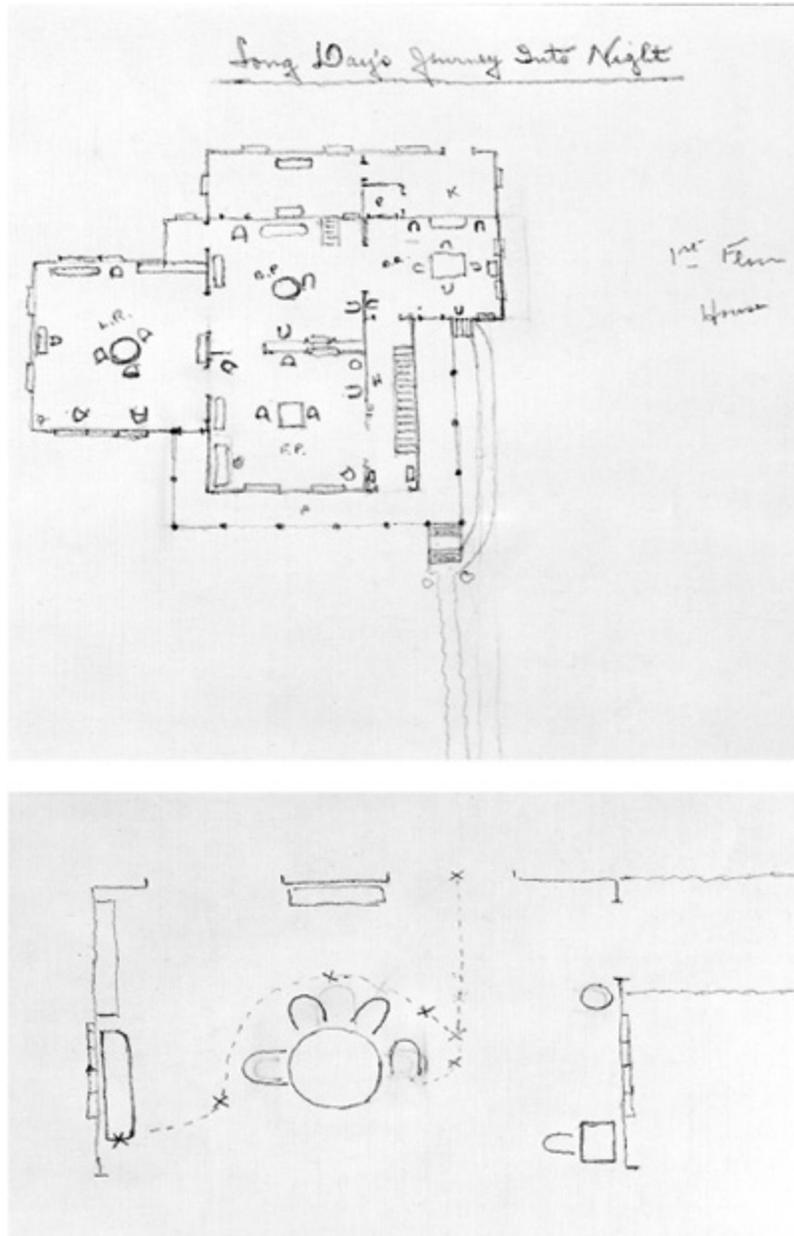 Long Day's Journey Into Night
K
P
D.R.
B.P.
1st Floor
House
L.R.
H
F.P.
P